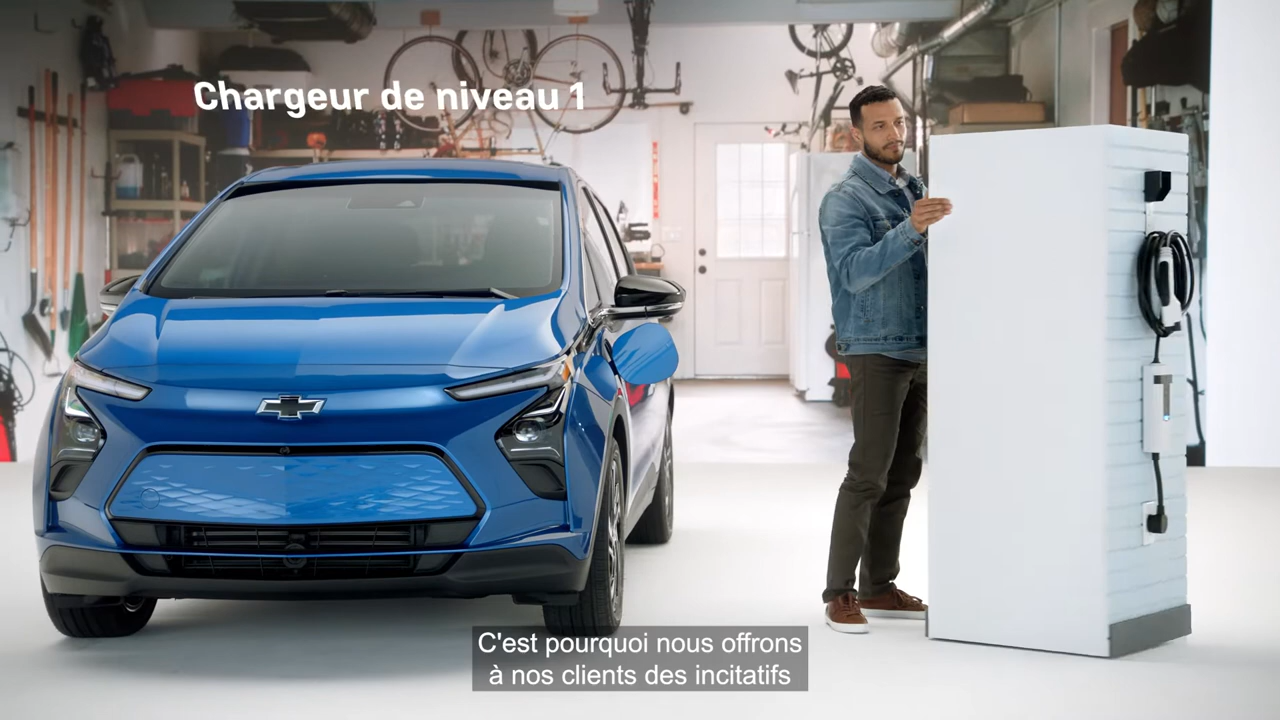 Chargeur de niveau 1
C'est pourquoi nous offrons
à nos clients des incitatifs